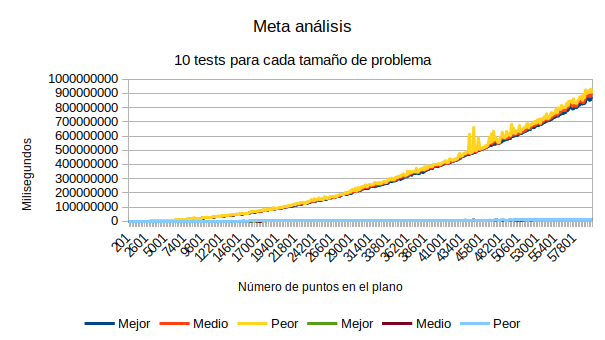 Meta análisis
10 tests para cada tamaño de problema
Milisegundos
1000000000
900000000
800000000
700000000
600000000
500000000
400000000
300000000
200000000
100000000
0
201 2601 5001 7401 9801 12201 14601 17001 19401 21801 24201 26601 29001 31401 33801 36201 38601 41001 43401 45801 48201 50601 53001 55401 57801
Número de puntos en el plano
Mejor Medio Peor Mejor Medio Peor